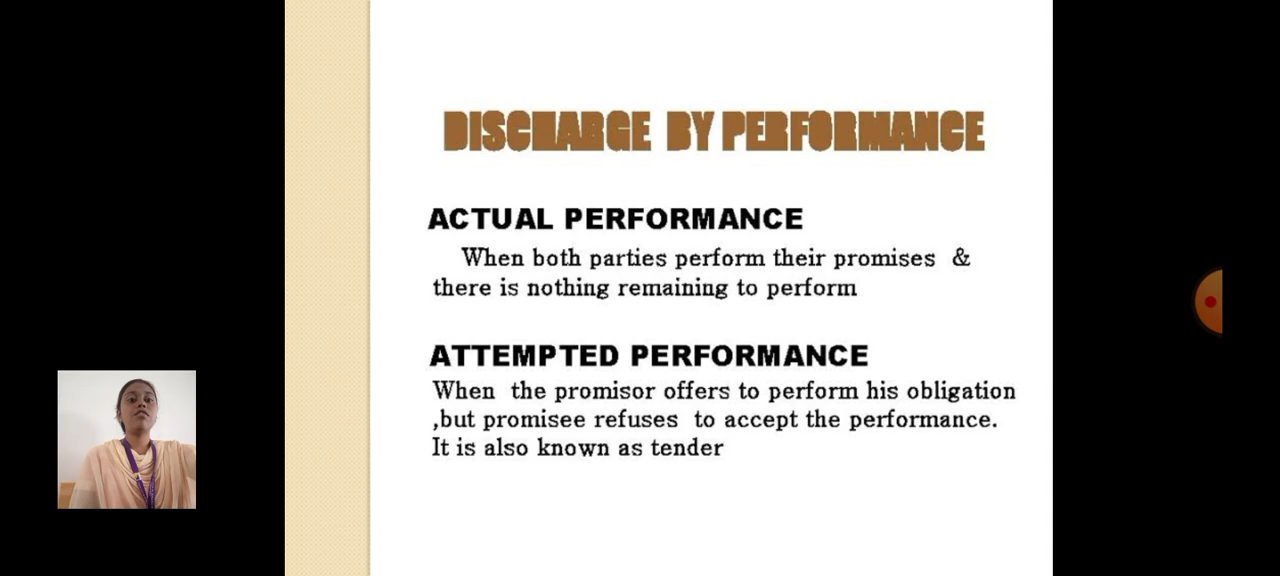 DISCHARGE BY PERFORMANCE
ACTUAL PERFORMANCE
When both parties perform their promises &
there is nothing remaining to perform
ATTEMPTED PERFORMANCE
When the promisor offers to perform his obligation
,but promisee refuses to accept the performance.
It is also known as tender